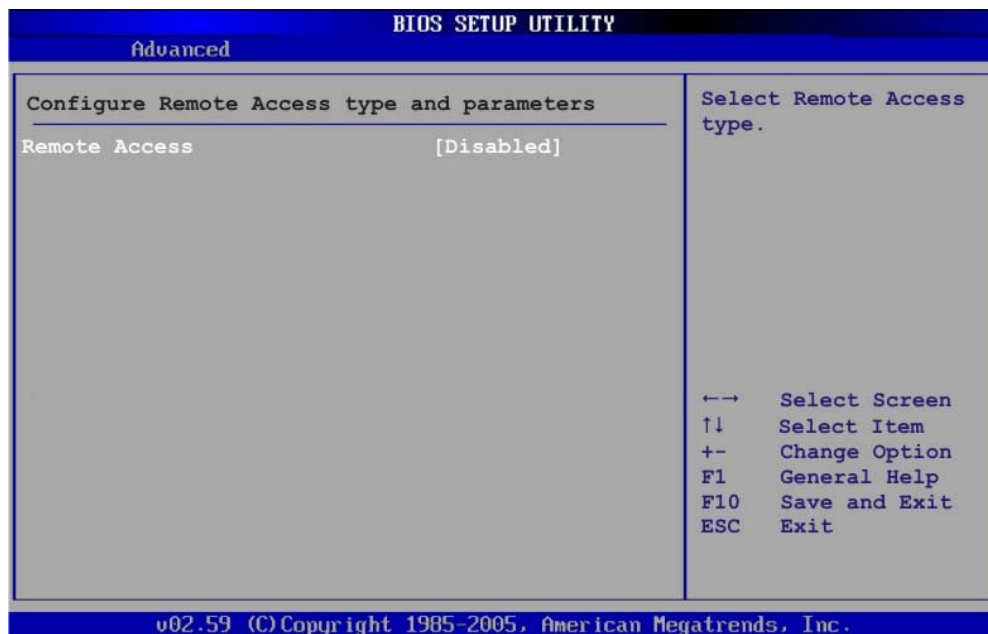 BIOS SETUP UTILITY
Advanced
Configure Remote Access type and parameters
Remote Access [Disabled]
Select Remote Access
type.
←→ Select Screen
↑↓ Select Item
+- Change Option
F1 General Help
F10 Save and Exit
ESC Exit
v02.59 (C)Copyright 1985-2005, American Megatrends, Inc.